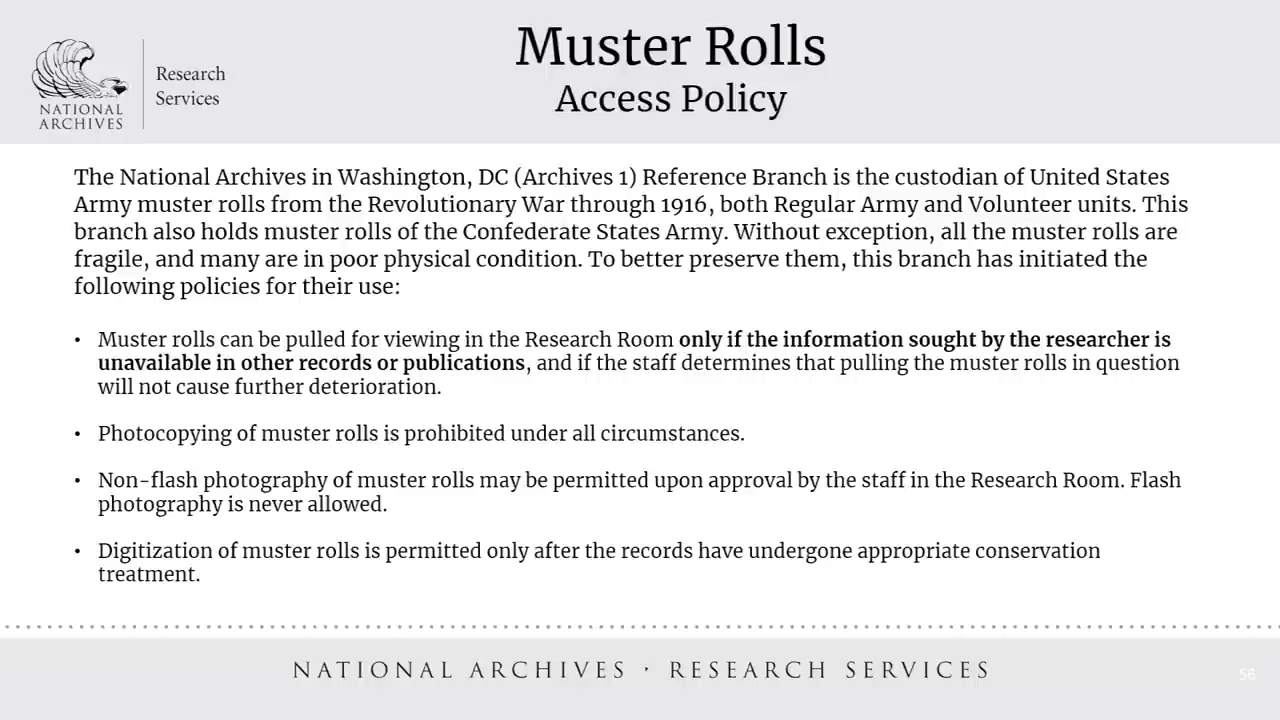 NATIONAL
ARCHIVES
Research
Services
Muster Rolls
Access Policy
The National Archives in Washington, DC (Archives 1) Reference Branch is the custodian of United States
Army muster rolls from the Revolutionary War through 1916, both Regular Army and Volunteer units. This
branch also holds muster rolls of the Confederate States Army. Without exception, all the muster rolls are
fragile, and many are in poor physical condition. To better preserve them, this branch has initiated the
following policies for their use:
• Muster rolls can be pulled for viewing in the Research Room only if the information sought by the researcher is
unavailable in other records or publications, and if the staff determines that pulling the muster rolls in question
will not cause further deterioration.
• Photocopying of muster rolls is prohibited under all circumstances.
• Non-flash photography of muster rolls may be permitted upon approval by the staff in the Research Room. Flash
photography is never allowed.
• Digitization of muster rolls is permitted only after the records have undergone appropriate conservation
treatment.
NATIONAL ARCHIVES · RESEARCH SERVICES
56